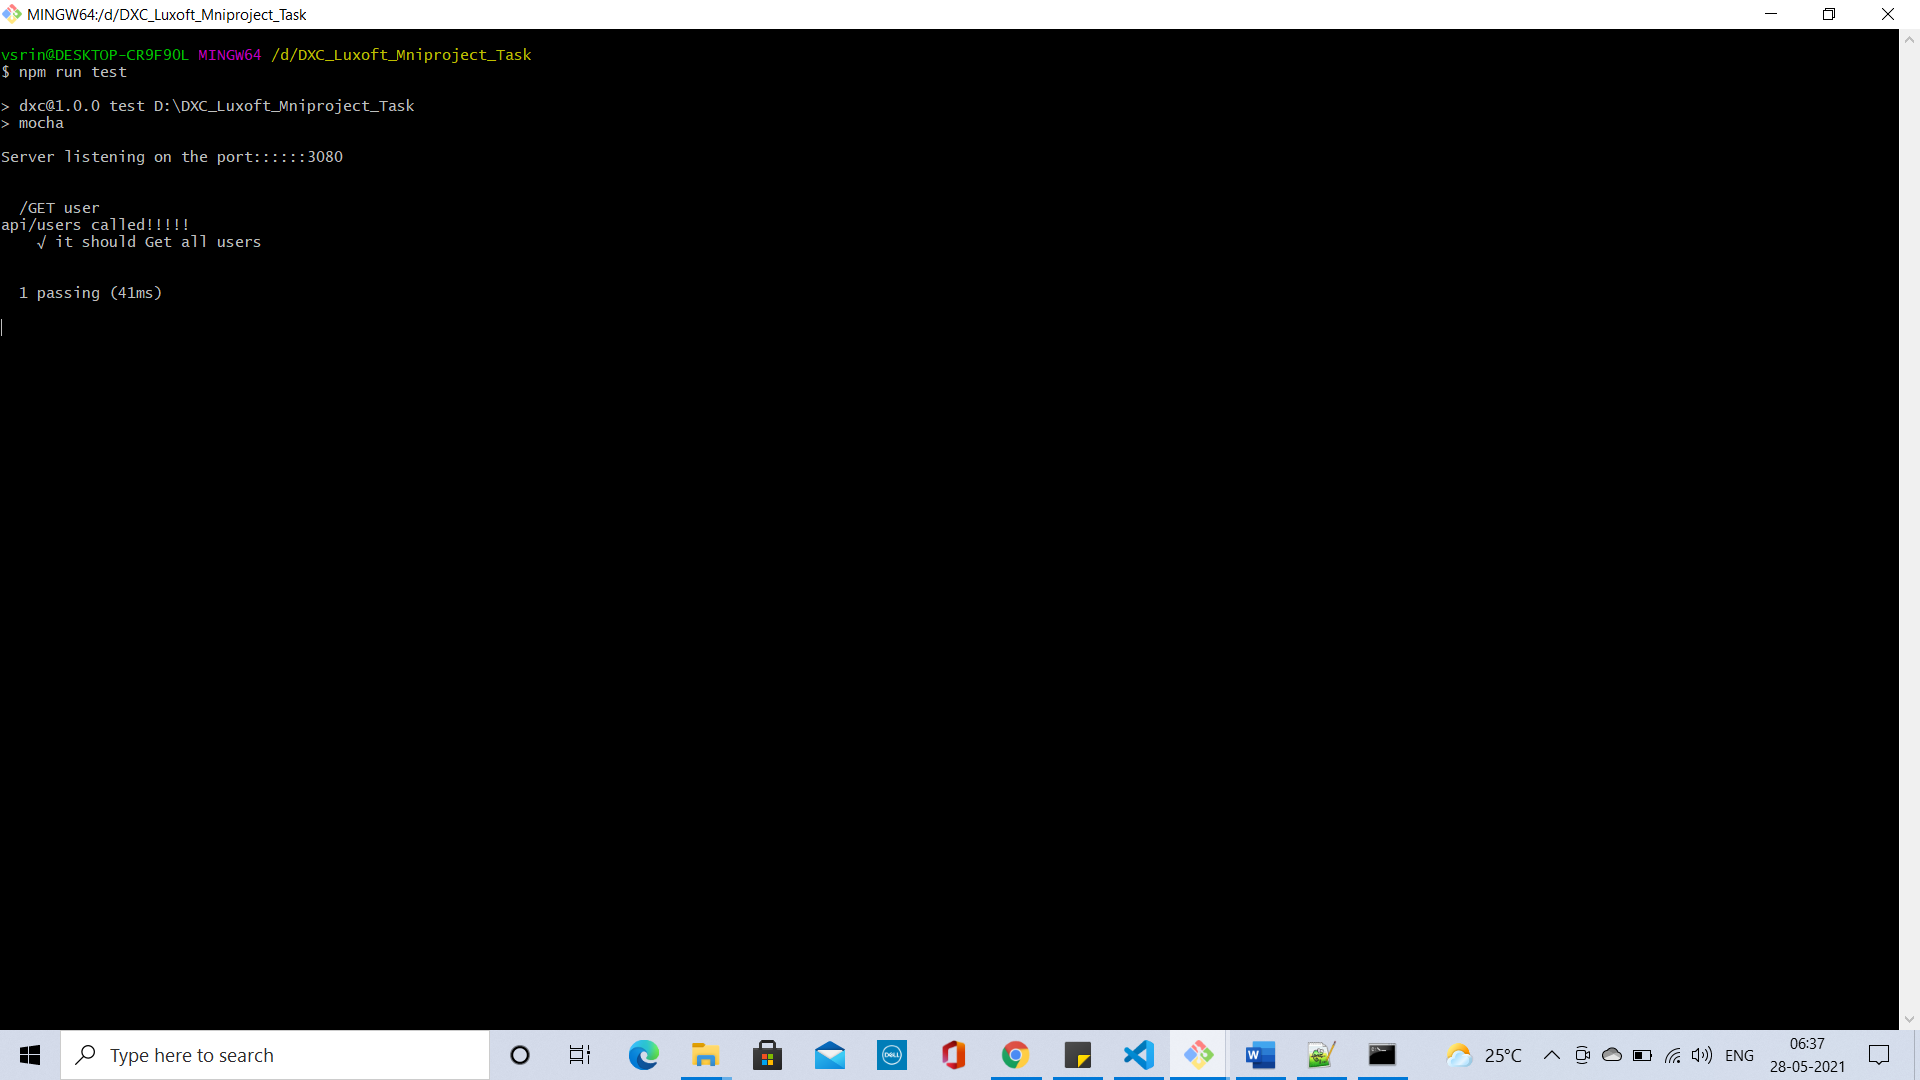 MINGW64:/d/DXC_Luxoft_Mniproject_Task
vsrin@DESKTOP-CR9F9OL MINGW64 /d/DXC_Luxoft_Mniproject_Task
$ npm run test
> dxc@1.0.0 test D:\DXC_Luxoft_Mniproject_Task
> mocha
Server listening on the port::::::3080
/GET user
api/users called!!!!!
√ it should Get all users
1 passing (41ms)
Type here to search
DELL
W
25°C
ENG
06:37
28-05-2021